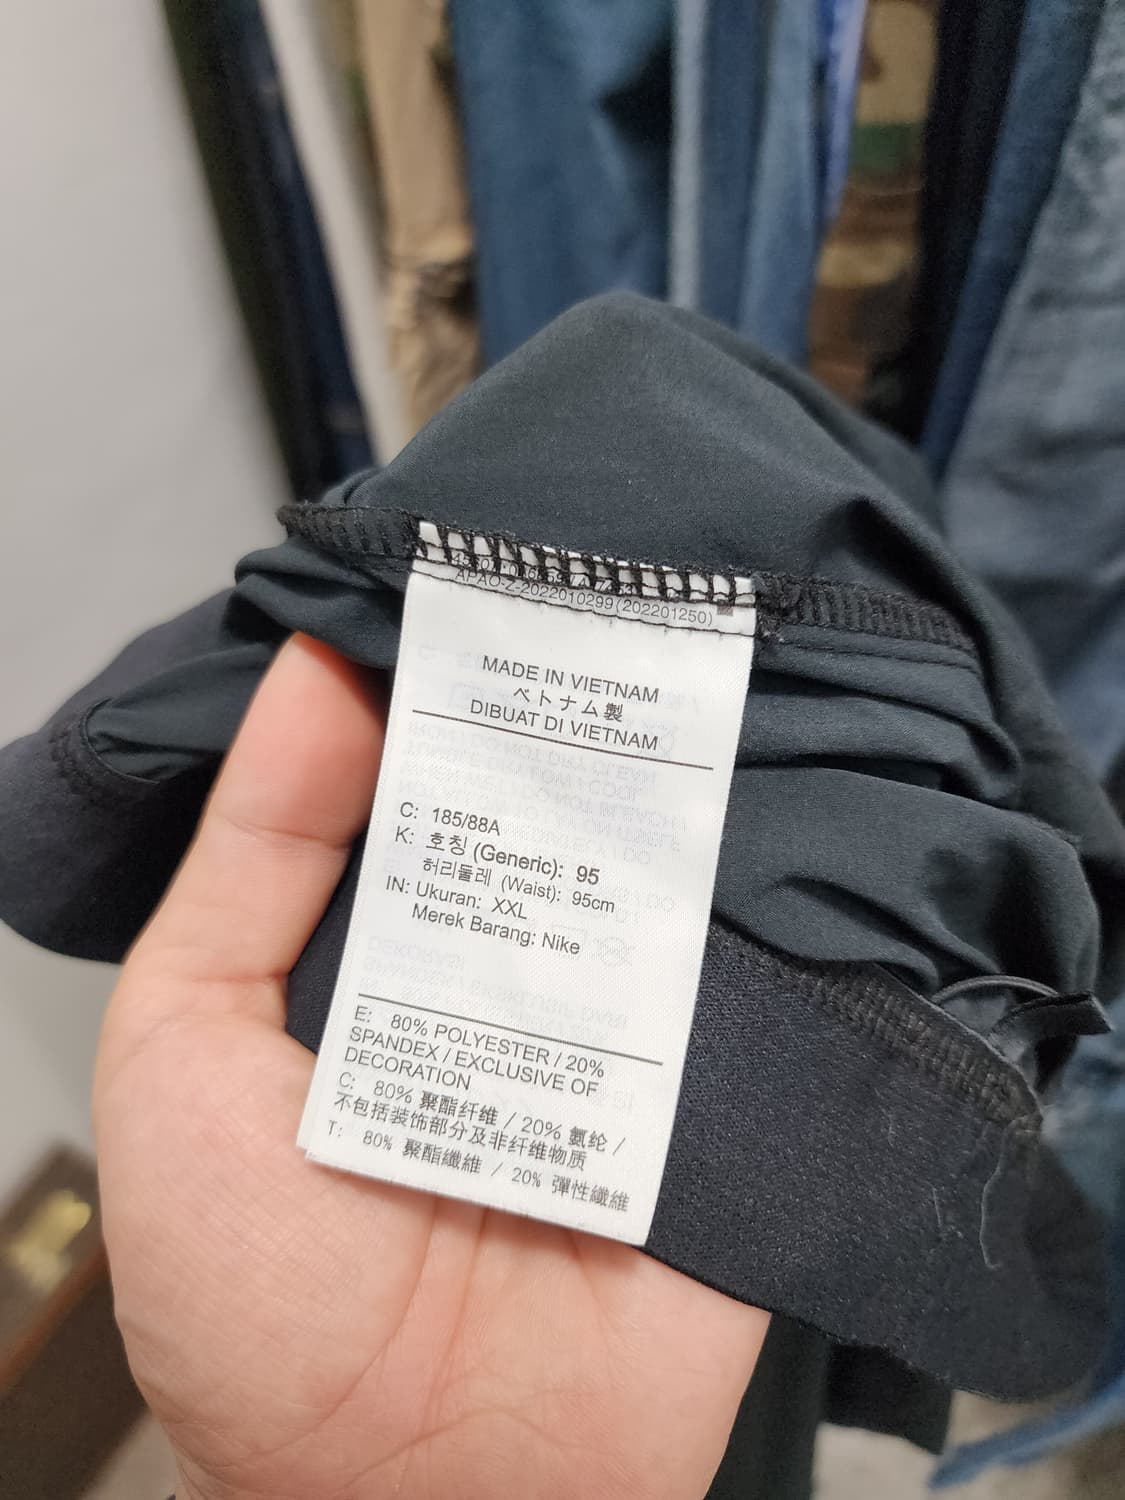 APAO-Z-2022010299(202201250)
MADE IN VIETNAM
ベトナム製
DIBUAT DI VIETNAM
C: 185/88A
K: 호칭 (Generic): 95
허리둘레 (Waist): 95cm
IN: Ukuran: XXL
Merek Barang: Nike
E: 80% POLYESTER / 20%
SPANDEX / EXCLUSIVE OF
DECORATION
C: 80% 聚酯纤维 / 20% 氨纶 /
不包括装饰部分及非纤维物质
T: 80% 聚酯纖維 / 20% 彈性纖維